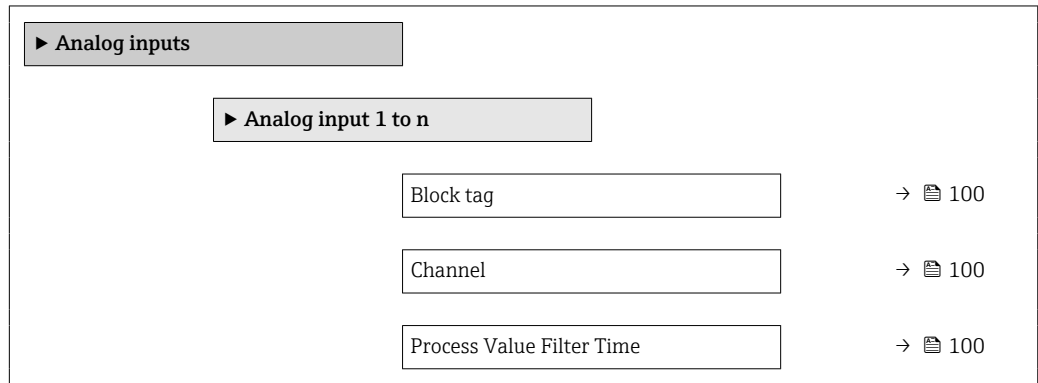 ▶ Analog inputs
▶ Analog input 1 to n
Block tag → 100
Channel → 100
Process Value Filter Time → 100